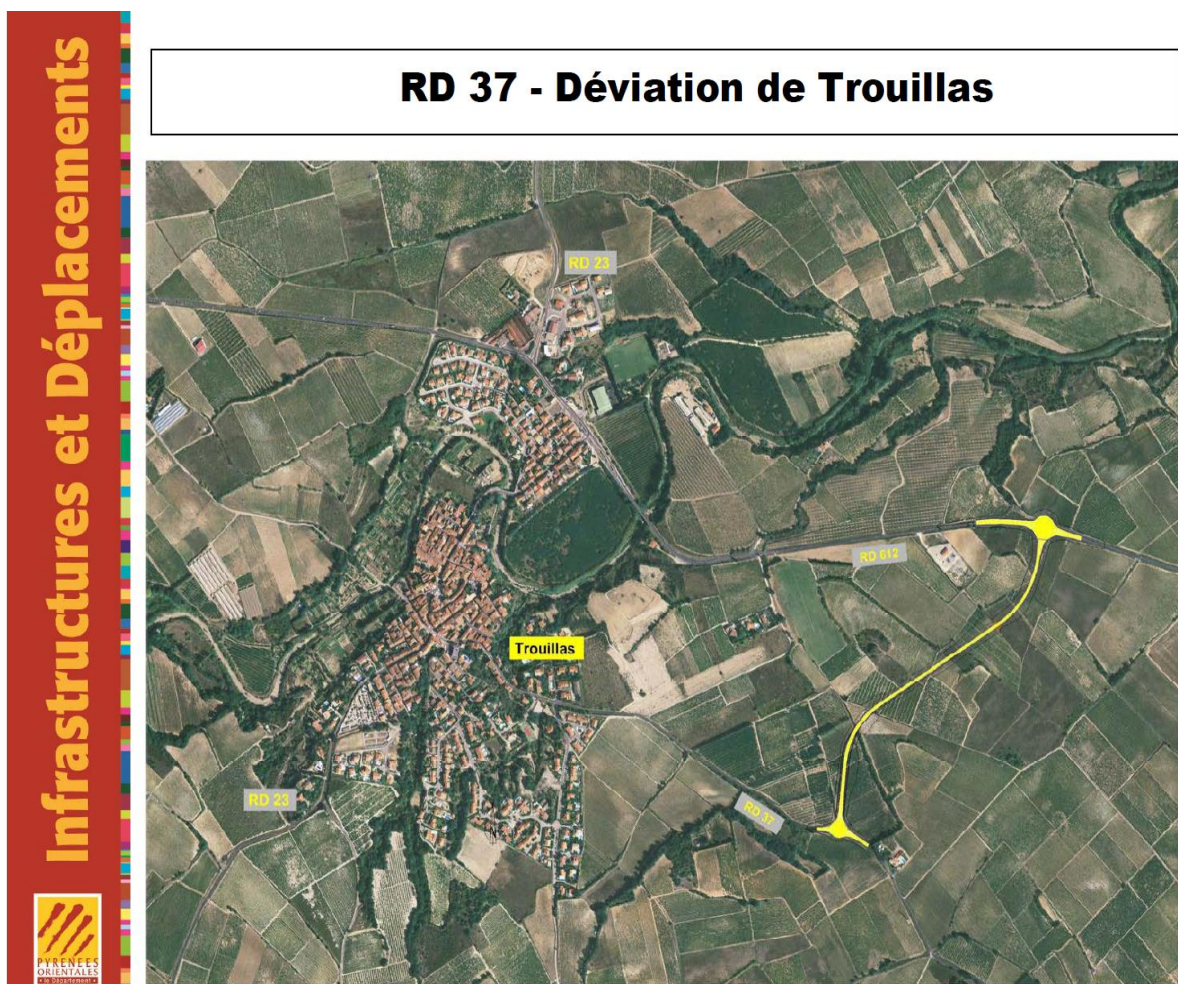 Infrastructures et Déplacements
RD 37 - Déviation de Trouillas
RD 23
RD 612
Trouillas
RD 23
RD 37
N
PYRENEES
ORIENTALES
• le Département •